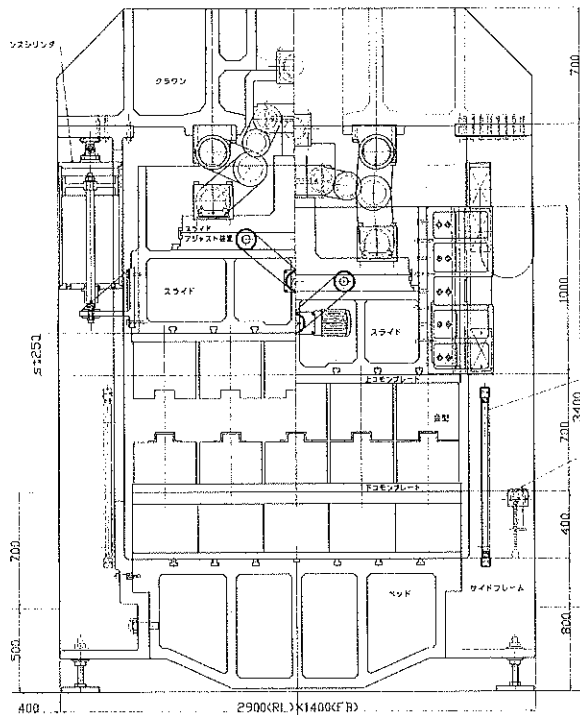 ンスシリンダ
クラウン
スライド
アジャスト装置
スライド
スライド
上コモンプレート
金型
下コモンプレート
ベッド
サイドフレーム
700
1000
3400
700
400
800
st250
700
500
400
2900(RL)X1400(FB)